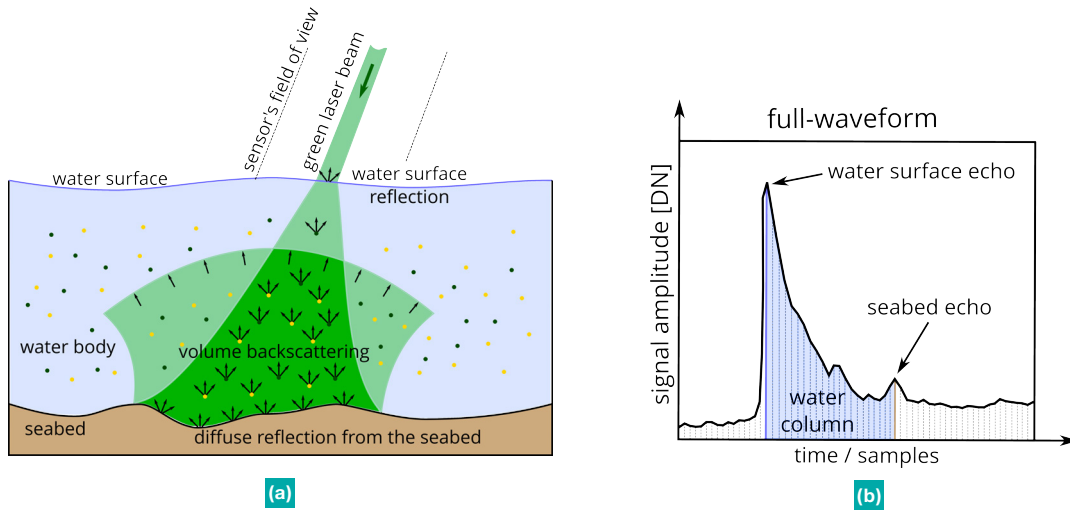 sensor's field of view
green laser beam
water surface
water surface
reflection
water body
volume backscattering
seabed
diffuse reflection from the seabed
(a)
full-waveform
water surface echo
signal amplitude [DN]
seabed echo
water
column
time / samples
(b)